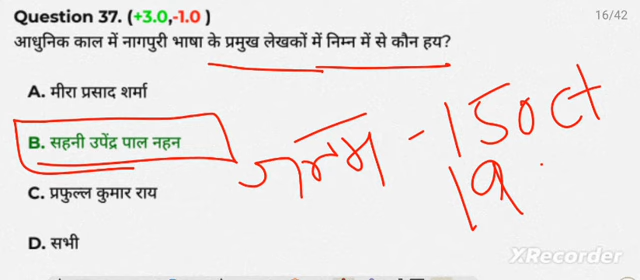 Question 37. (+3.0,-1.0 )
16/42
आधुनिक काल में नागपुरी भाषा के प्रमुख लेखकों में निम्न में से कौन हय?
A. मीरा प्रसाद शर्मा
B. सहनी उपेंद्र पाल नहन
जन्म - 15 oct
19
C. प्रफुल्ल कुमार राय
D. सभी
XRecorder